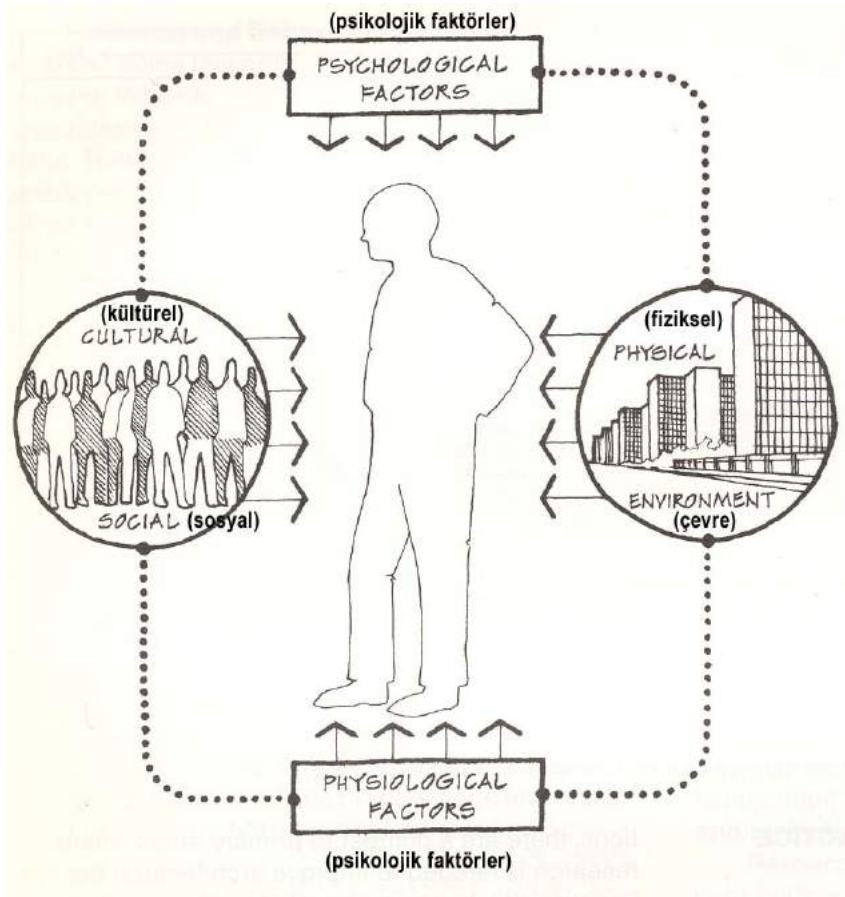 (psikolojik faktörler)
PSYCHOLOGICAL
FACTORS
(kültürel)
CULTURAL
SOCIAL (sosyal)
(fiziksel)
PHYSICAL
ENVIRONMENT
(çevre)
PHYSIOLOGICAL
FACTORS
(psikolojik faktörler)